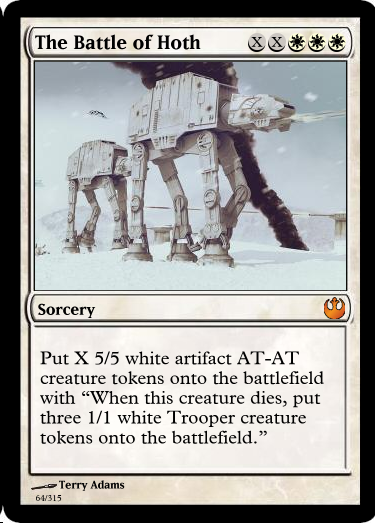 The Battle of Hoth X X
Sorcery
Put X 5/5 white artifact AT-AT
creature tokens onto the battlefield
with “When this creature dies, put
three 1/1 white Trooper creature
tokens onto the battlefield.”
Terry Adams
64/315